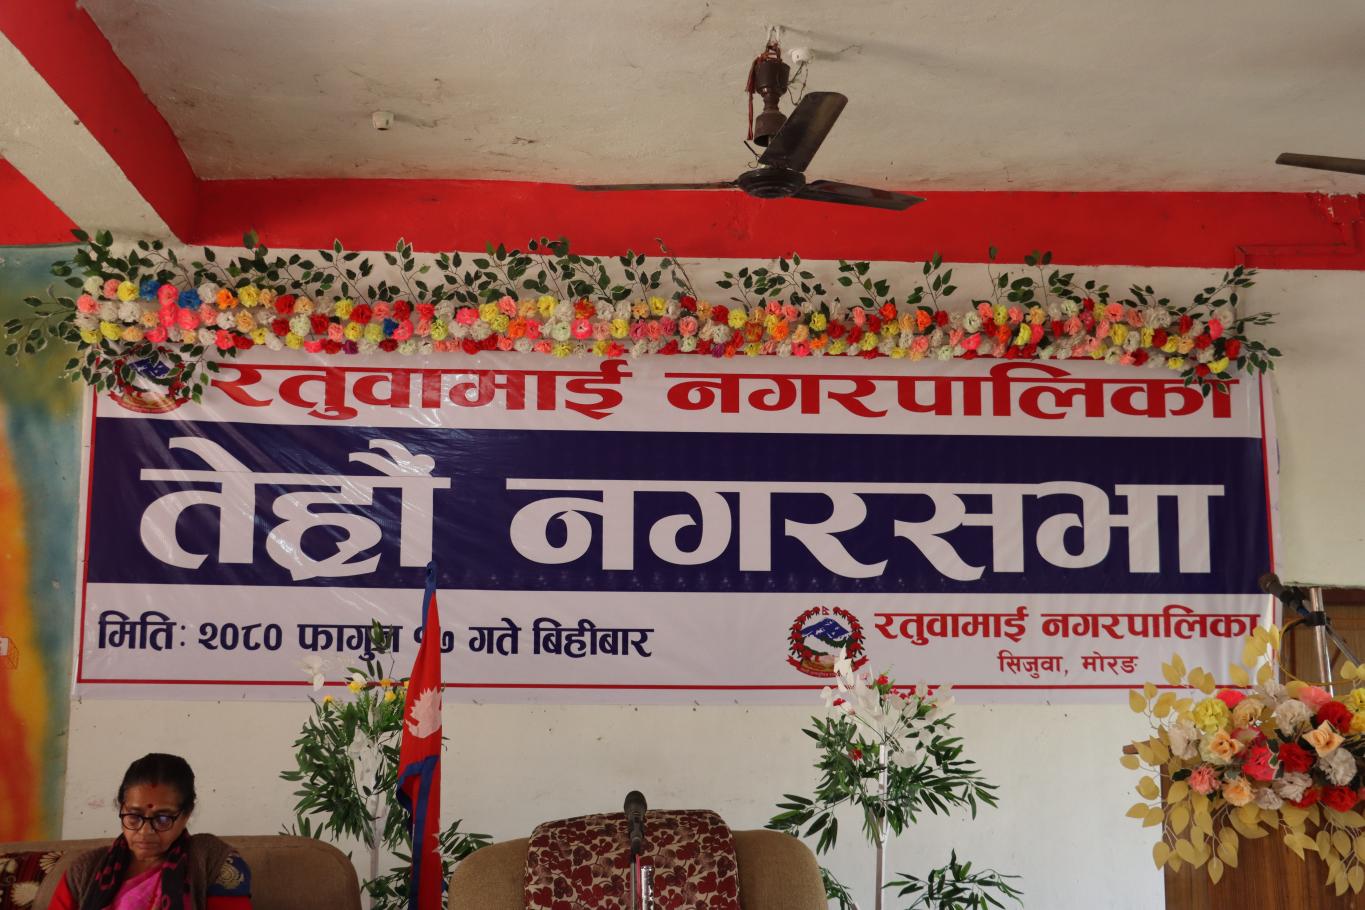 रतुवामाई नगरपालिका
तेह्रौं नगरसभा
मिति: २०८० फागुन १७ गते बिहीबार
रतुवामाई नगरपालिका
सिजुवा, मोरङ